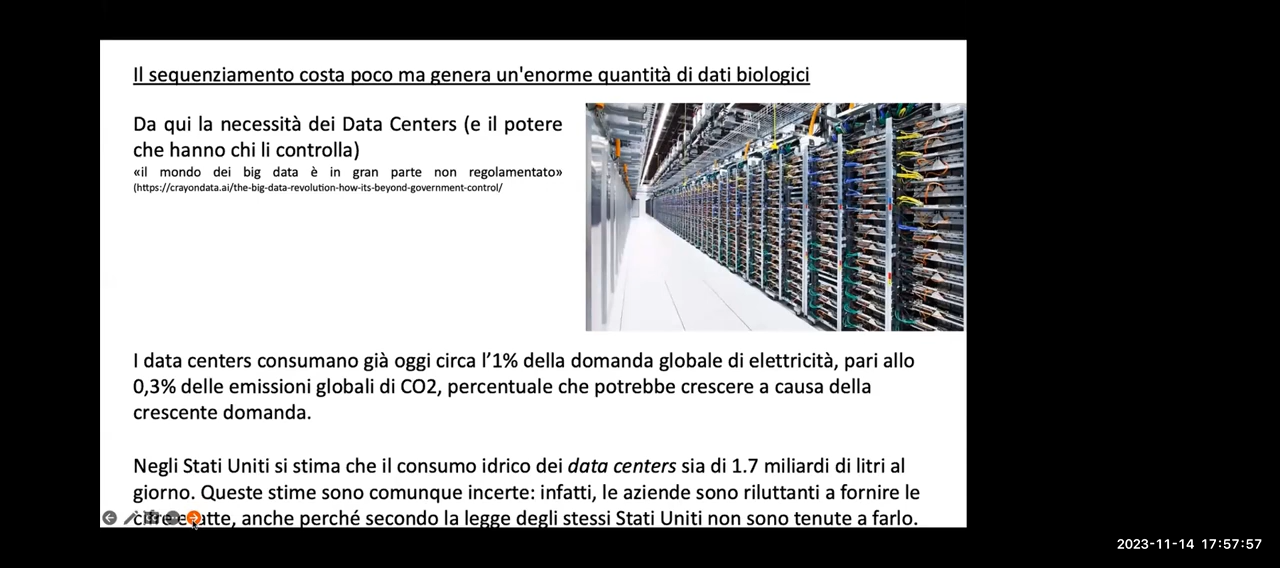 Il sequenziamento costa poco ma genera un'enorme quantità di dati biologici
Da qui la necessità dei Data Centers (e il potere
che hanno chi li controlla)
«il mondo dei big data è in gran parte non regolamentato»
(https://crayondata.ai/the-big-data-revolution-how-its-beyond-government-control/
I data centers consumano già oggi circa l’1% della domanda globale di elettricità, pari allo
0,3% delle emissioni globali di CO2, percentuale che potrebbe crescere a causa della
crescente domanda.
Negli Stati Uniti si stima che il consumo idrico dei data centers sia di 1.7 miliardi di litri al
giorno. Queste stime sono comunque incerte: infatti, le aziende sono riluttanti a fornire le
anche perché secondo la legge degli stessi Stati Uniti non sono tenute a farlo.
2023-11-14 17:57:57